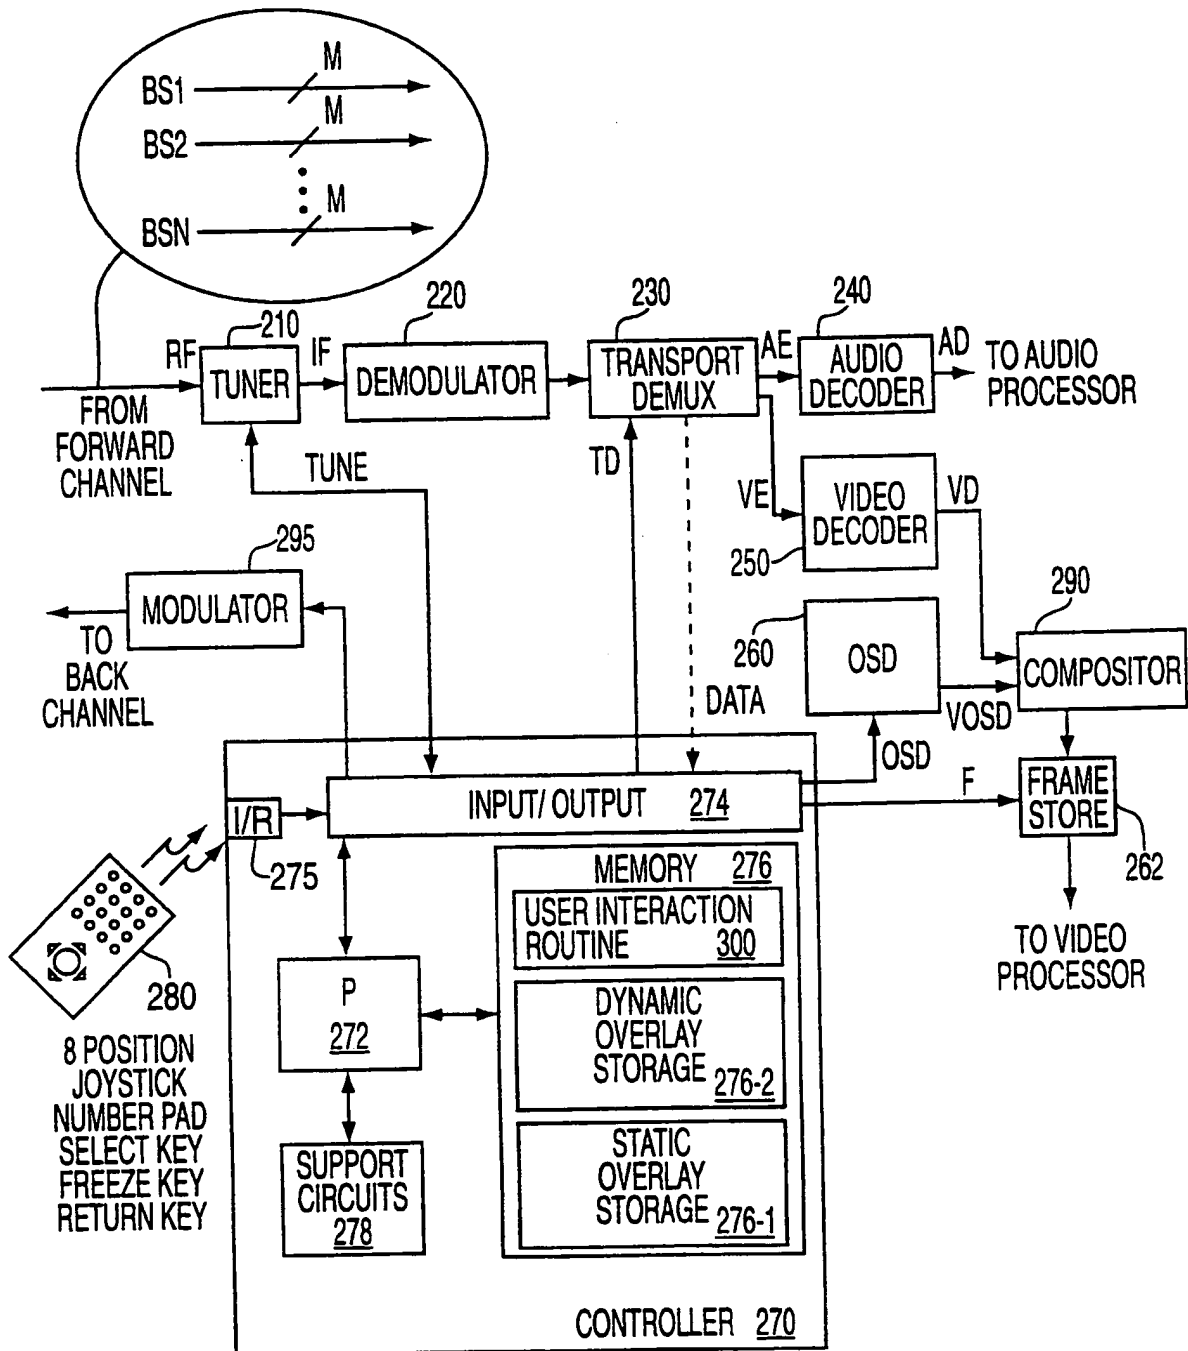 M
BS1
M
BS2
M
BSN
210
220
230
240
RF
TUNER
IF
DEMODULATOR
TRANSPORT
DEMUX
AE
AUDIO
DECODER
AD
TO AUDIO
PROCESSOR
FROM
FORWARD
CHANNEL
TUNE
TD
VE
VIDEO
DECODER
VD
250
295
MODULATOR
TO
BACK
CHANNEL
260
OSD
290
COMPOSITOR
DATA
OSD
VOSD
I/R
275
INPUT/ OUTPUT 274
F
FRAME
STORE
262
TO VIDEO
PROCESSOR
MEMORY 276
USER INTERACTION
ROUTINE 300
280
P
272
DYNAMIC
OVERLAY
STORAGE
276-2
8 POSITION
JOYSTICK
NUMBER PAD
SELECT KEY
FREEZE KEY
RETURN KEY
SUPPORT
CIRCUITS
278
STATIC
OVERLAY
STORAGE
276-1
CONTROLLER 270